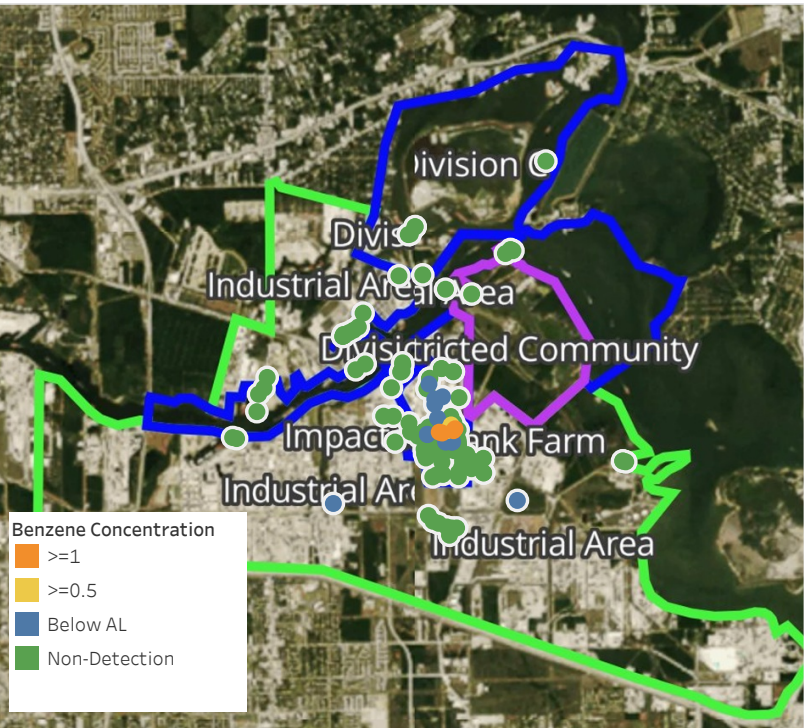 Division
Divis
Industrial Area
Area
Divisi
tricted Community
Impac
ank Farm
Industrial Are
Industrial Area
Benzene Concentration
>=1
>=0.5
Below AL
Non-Detection